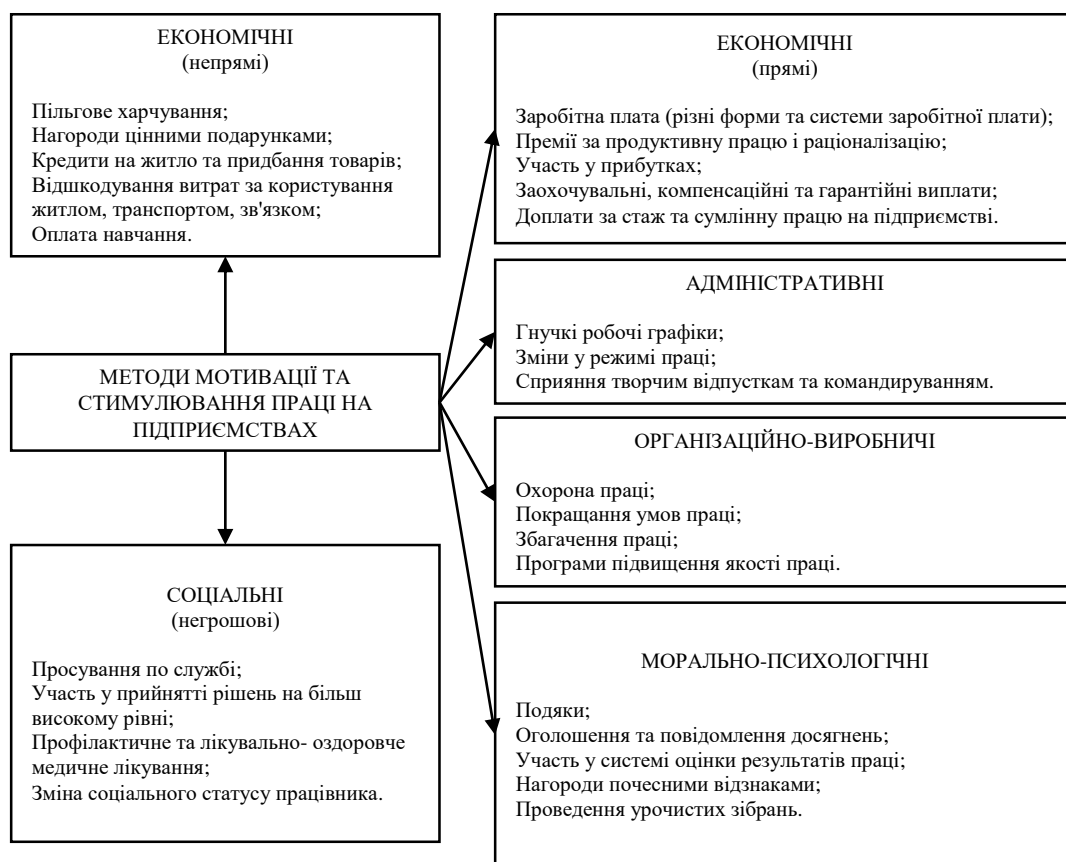 ЕКОНОМІЧНІ
(непрямі)
Пільгове харчування;
Нагороди цінними подарунками;
Кредити на житло та придбання товарів;
Відшкодування витрат за користування
житлом, транспортом, зв'язком;
Оплата навчання.
МЕТОДИ МОТИВАЦІЇ ТА
СТИМУЛЮВАННЯ ПРАЦІ НА
ПІДПРИЄМСТВАХ
СОЦІАЛЬНІ
(негрошові)
Просування по службі;
Участь у прийнятті рішень на більш
високому рівні;
Профілактичне та лікувально- оздоровче
медичне лікування;
Зміна соціального статусу працівника.
ЕКОНОМІЧНІ
(прямі)
Заробітна плата (різні форми та системи заробітної плати);
Премії за продуктивну працю і раціоналізацію;
Участь у прибутках;
Заохочувальні, компенсаційні та гарантійні виплати;
Доплати за стаж та сумлінну працю на підприємстві.
АДМІНІСТРАТИВНІ
Гнучкі робочі графіки;
Зміни у режимі праці;
Сприяння творчим відпусткам та командируванням.
ОРГАНІЗАЦІЙНО-ВИРОБНИЧІ
Охорона праці;
Покращання умов праці;
Збагачення праці;
Програми підвищення якості праці.
МОРАЛЬНО-ПСИХОЛОГІЧНІ
Подяки;
Оголошення та повідомлення досягнень;
Участь у системі оцінки результатів праці;
Нагороди почесними відзнаками;
Проведення урочистих зібрань.